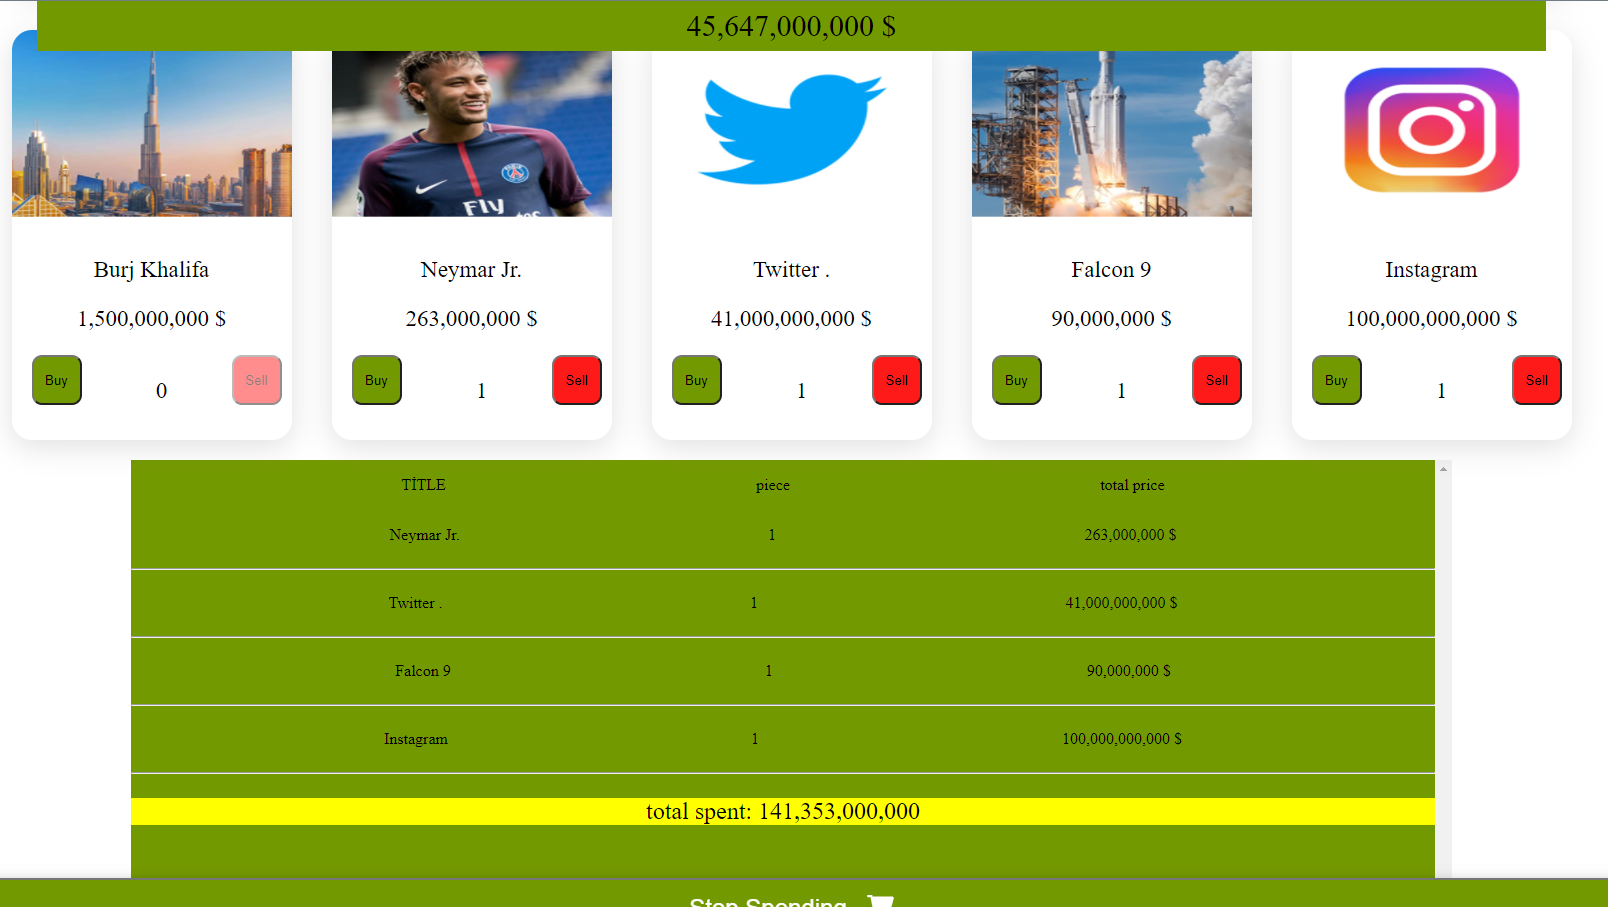 45,647,000,000 $
Fly
Burj Khalifa
Neymar Jr.
Twitter .
Falcon 9
Instagram
1,500,000,000 $
263,000,000 $
41,000,000,000 $
90,000,000 $
100,000,000,000 $
Buy 0 Sell
Buy 1 Sell
Buy 1 Sell
Buy 1 Sell
Buy 1 Sell
TİTLE piece total price
Neymar Jr. 1 263,000,000 $
Twitter . 1 41,000,000,000 $
Falcon 9 1 90,000,000 $
Instagram 1 100,000,000,000 $
total spent: 141,353,000,000
Stop Spending